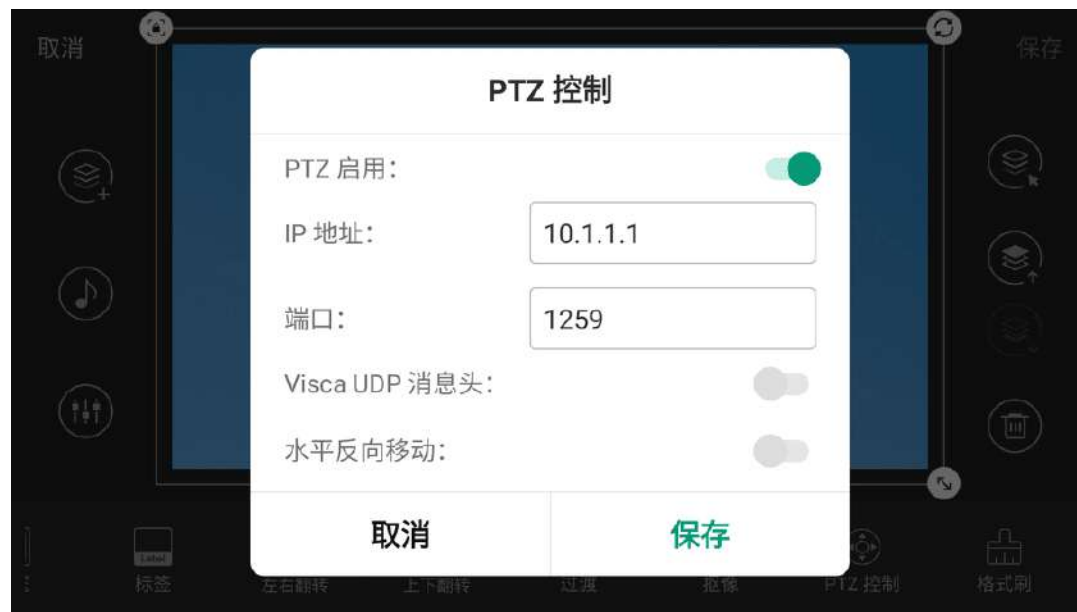 取消
保存
PTZ 控制
PTZ 启用：
IP 地址：
10.1.1.1
端口：
1259
Visca UDP 消息头：
水平反向移动：
取消
保存
Label
标签
左右翻转
上下翻转
过渡
抠像
PTZ 控制
格式刷